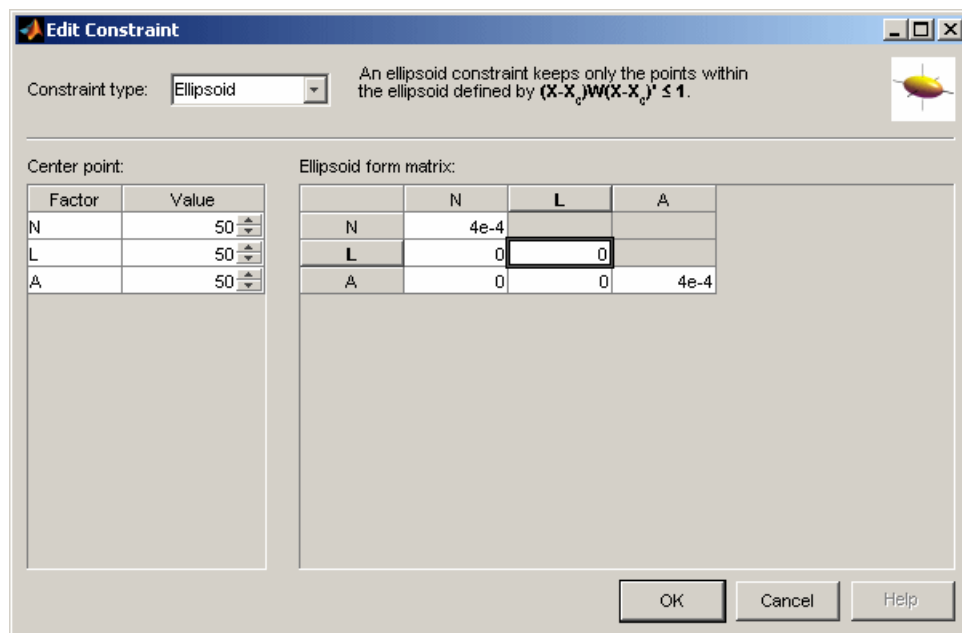 Edit Constraint
Constraint type: Ellipsoid
An ellipsoid constraint keeps only the points within
the ellipsoid defined by (X-Xc)W(X-Xc)' ≤ 1.
Center point:
Factor Value
N 50
L 50
A 50
Ellipsoid form matrix:
N L A
N 4e-4
L 0 0
A 0 0 4e-4
OK Cancel Help